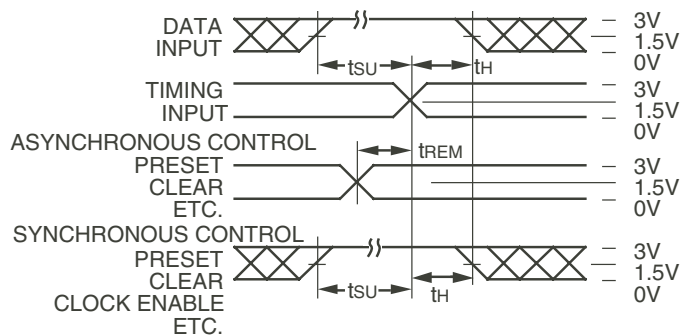 DATA
INPUT
3V
1.5V
0V
tSU
tH
TIMING
INPUT
3V
1.5V
0V
ASYNCHRONOUS CONTROL
tREM
PRESET
CLEAR
ETC.
3V
1.5V
0V
SYNCHRONOUS CONTROL
PRESET
CLEAR
CLOCK ENABLE
ETC.
3V
1.5V
0V
tSU
tH